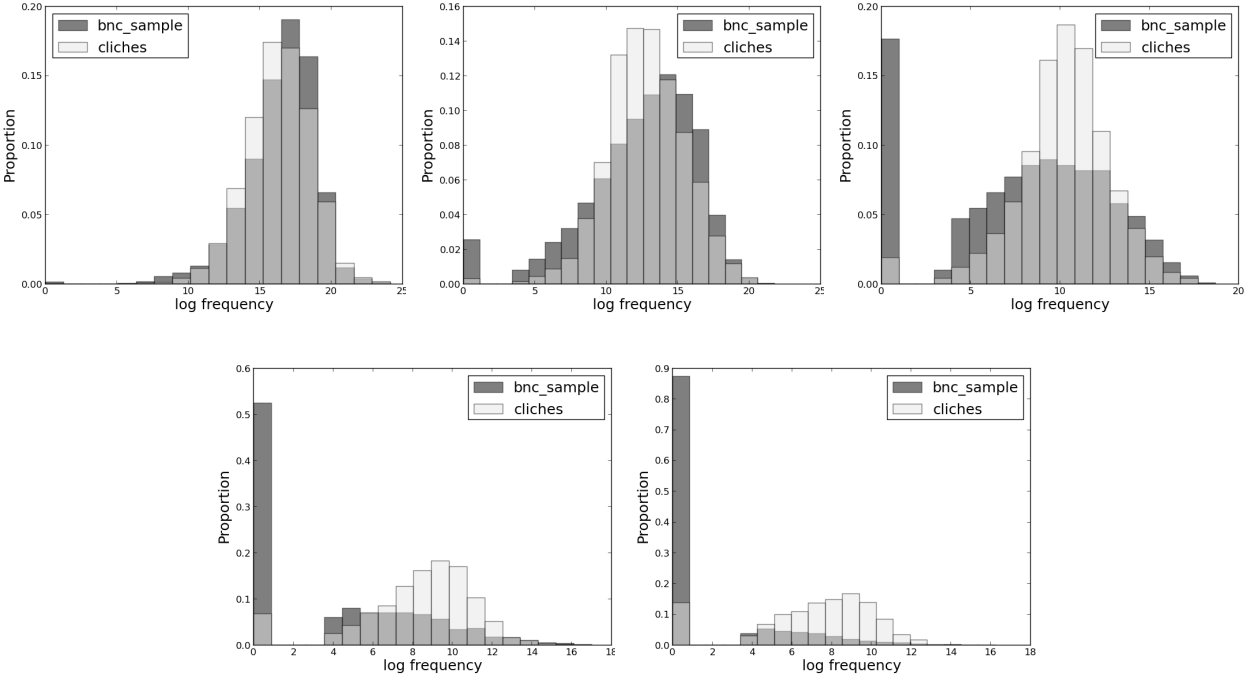 0.20
0.15
0.10
0.05
0.00
Proportion
0 5 10 15 20 25
log frequency
bnc_sample
cliches
0.16
0.14
0.12
0.10
0.08
0.06
0.04
0.02
0.00
Proportion
0 5 10 15 20 25
log frequency
bnc_sample
cliches
0.20
0.15
0.10
0.05
0.00
Proportion
0 5 10 15 20
log frequency
bnc_sample
cliches
0.6
0.5
0.4
0.3
0.2
0.1
0.0
Proportion
0 2 4 6 8 10 12 14 16 18
log frequency
bnc_sample
cliches
0.9
0.8
0.7
0.6
0.5
0.4
0.3
0.2
0.1
0.0
Proportion
0 2 4 6 8 10 12 14 16 18
log frequency
bnc_sample
cliches